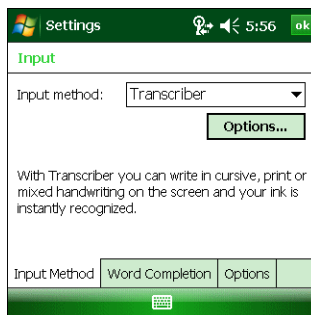 Settings 5:56 ok
Input
Input method: Transcriber
Options...
With Transcriber you can write in cursive, print or
mixed handwriting on the screen and your ink is
instantly recognized.
Input Method Word Completion Options